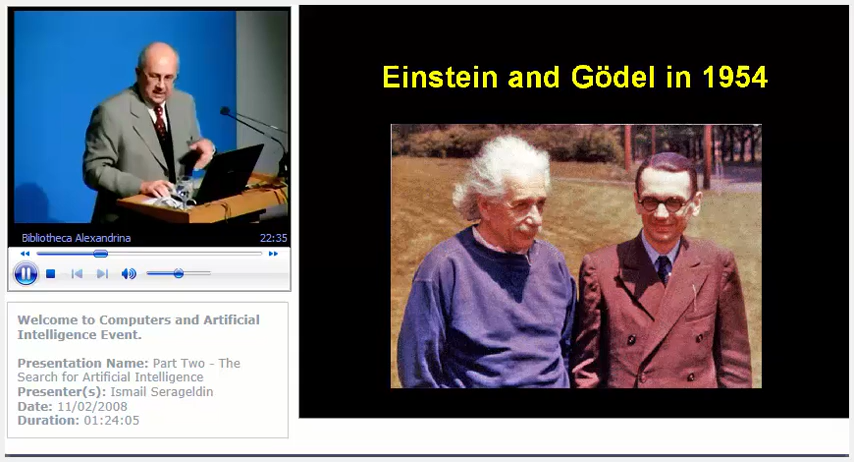 Einstein and Gödel in 1954
Bibliotheca Alexandrina 22:35
Welcome to Computers and Artificial
Intelligence Event.
Presentation Name: Part Two - The
Search for Artificial Intelligence
Presenter(s): Ismail Serageldin
Date: 11/02/2008
Duration: 01:24:05